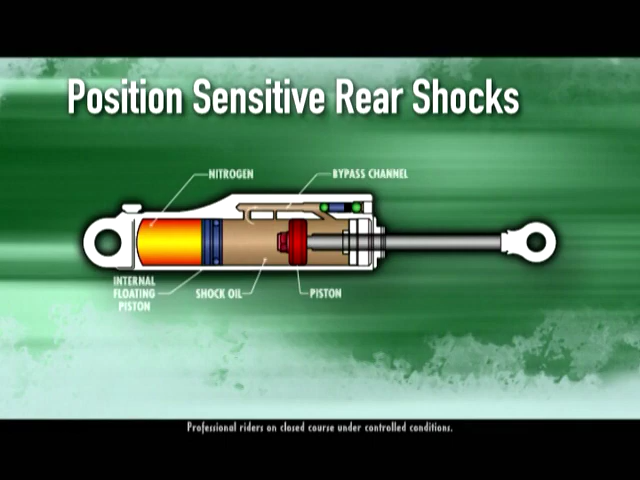 Position Sensitive Rear Shocks
NITROGEN
BYPASS CHANNEL
INTERNAL
FLOATING
PISTON
SHOCK OIL
PISTON
Professional riders on closed course under controlled conditions.